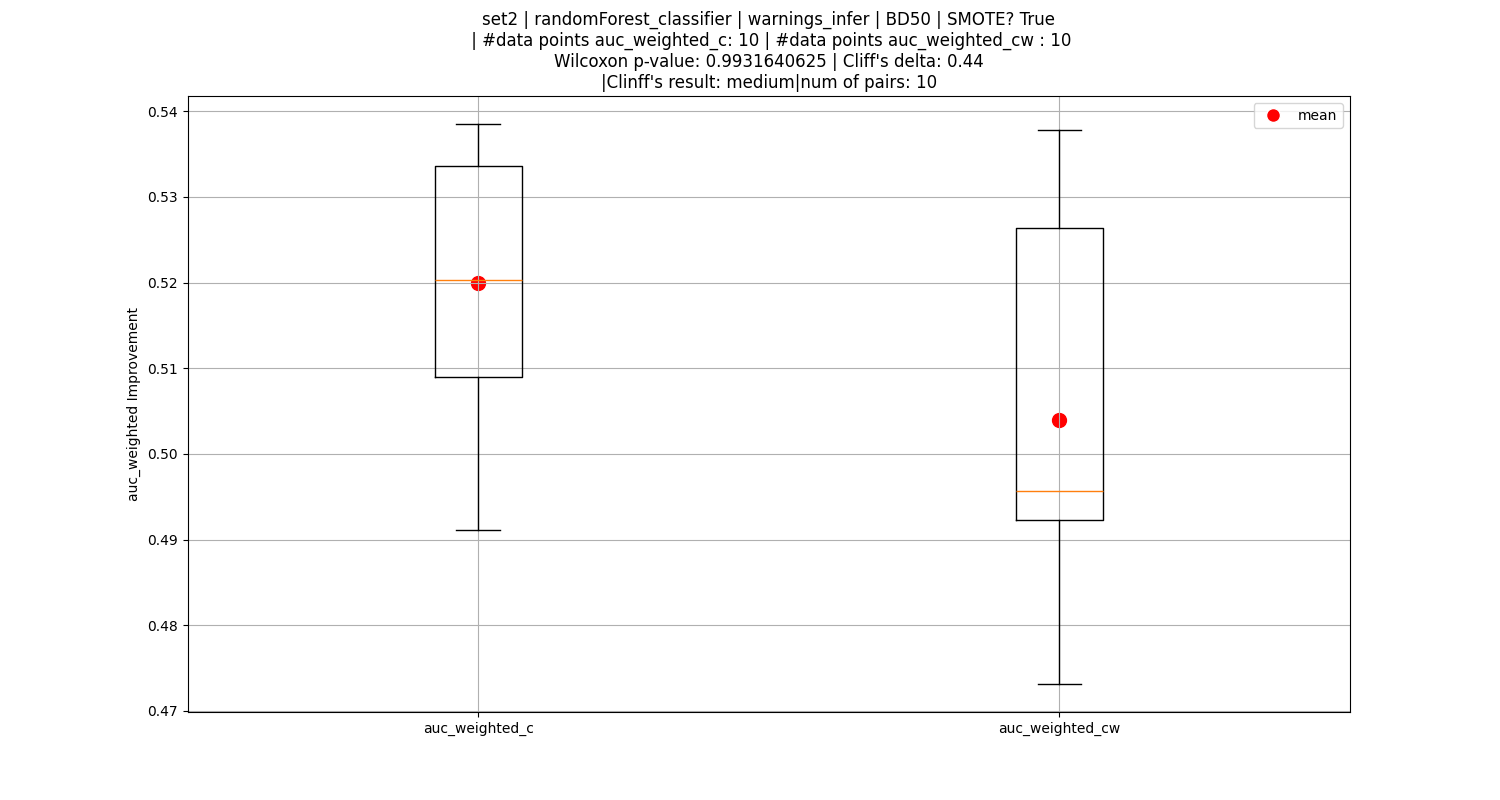 set2 | randomForest_classifier | warnings_infer | BD50 | SMOTE? True
| #data points auc_weighted_c: 10 | #data points auc_weighted_cw : 10
Wilcoxon p-value: 0.9931640625 | Cliff's delta: 0.44
|Clinff's result: medium|num of pairs: 10
mean
0.54
0.53
0.52
0.51
0.50
0.49
0.48
0.47
auc_weighted Improvement
auc_weighted_c
auc_weighted_cw